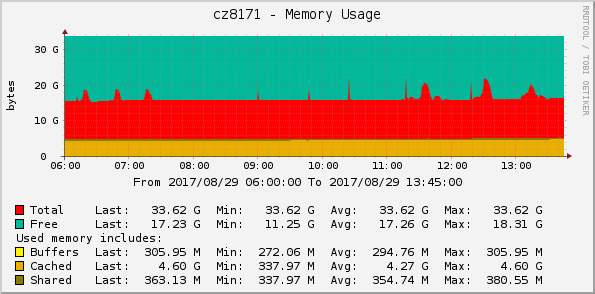 cz8171 - Memory Usage
RRDTOOL / TOBI OETIKER
bytes
30 G
20 G
10 G
0
06:00 07:00 08:00 09:00 10:00 11:00 12:00 13:00
From 2017/08/29 06:00:00 To 2017/08/29 13:45:00
Total Last: 33.62 G Min: 33.62 G Avg: 33.62 G Max: 33.62 G
Free Last: 17.23 G Min: 11.25 G Avg: 17.26 G Max: 18.31 G
Used memory includes:
Buffers Last: 305.95 M Min: 272.06 M Avg: 294.76 M Max: 305.95 M
Cached Last: 4.60 G Min: 337.97 M Avg: 4.27 G Max: 4.60 G
Shared Last: 363.13 M Min: 337.97 M Avg: 354.74 M Max: 380.55 M